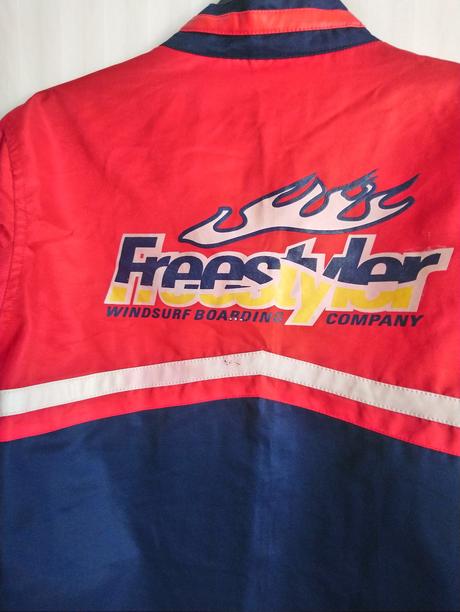 Freestyler
WINDSURF BOARDING COMPANY